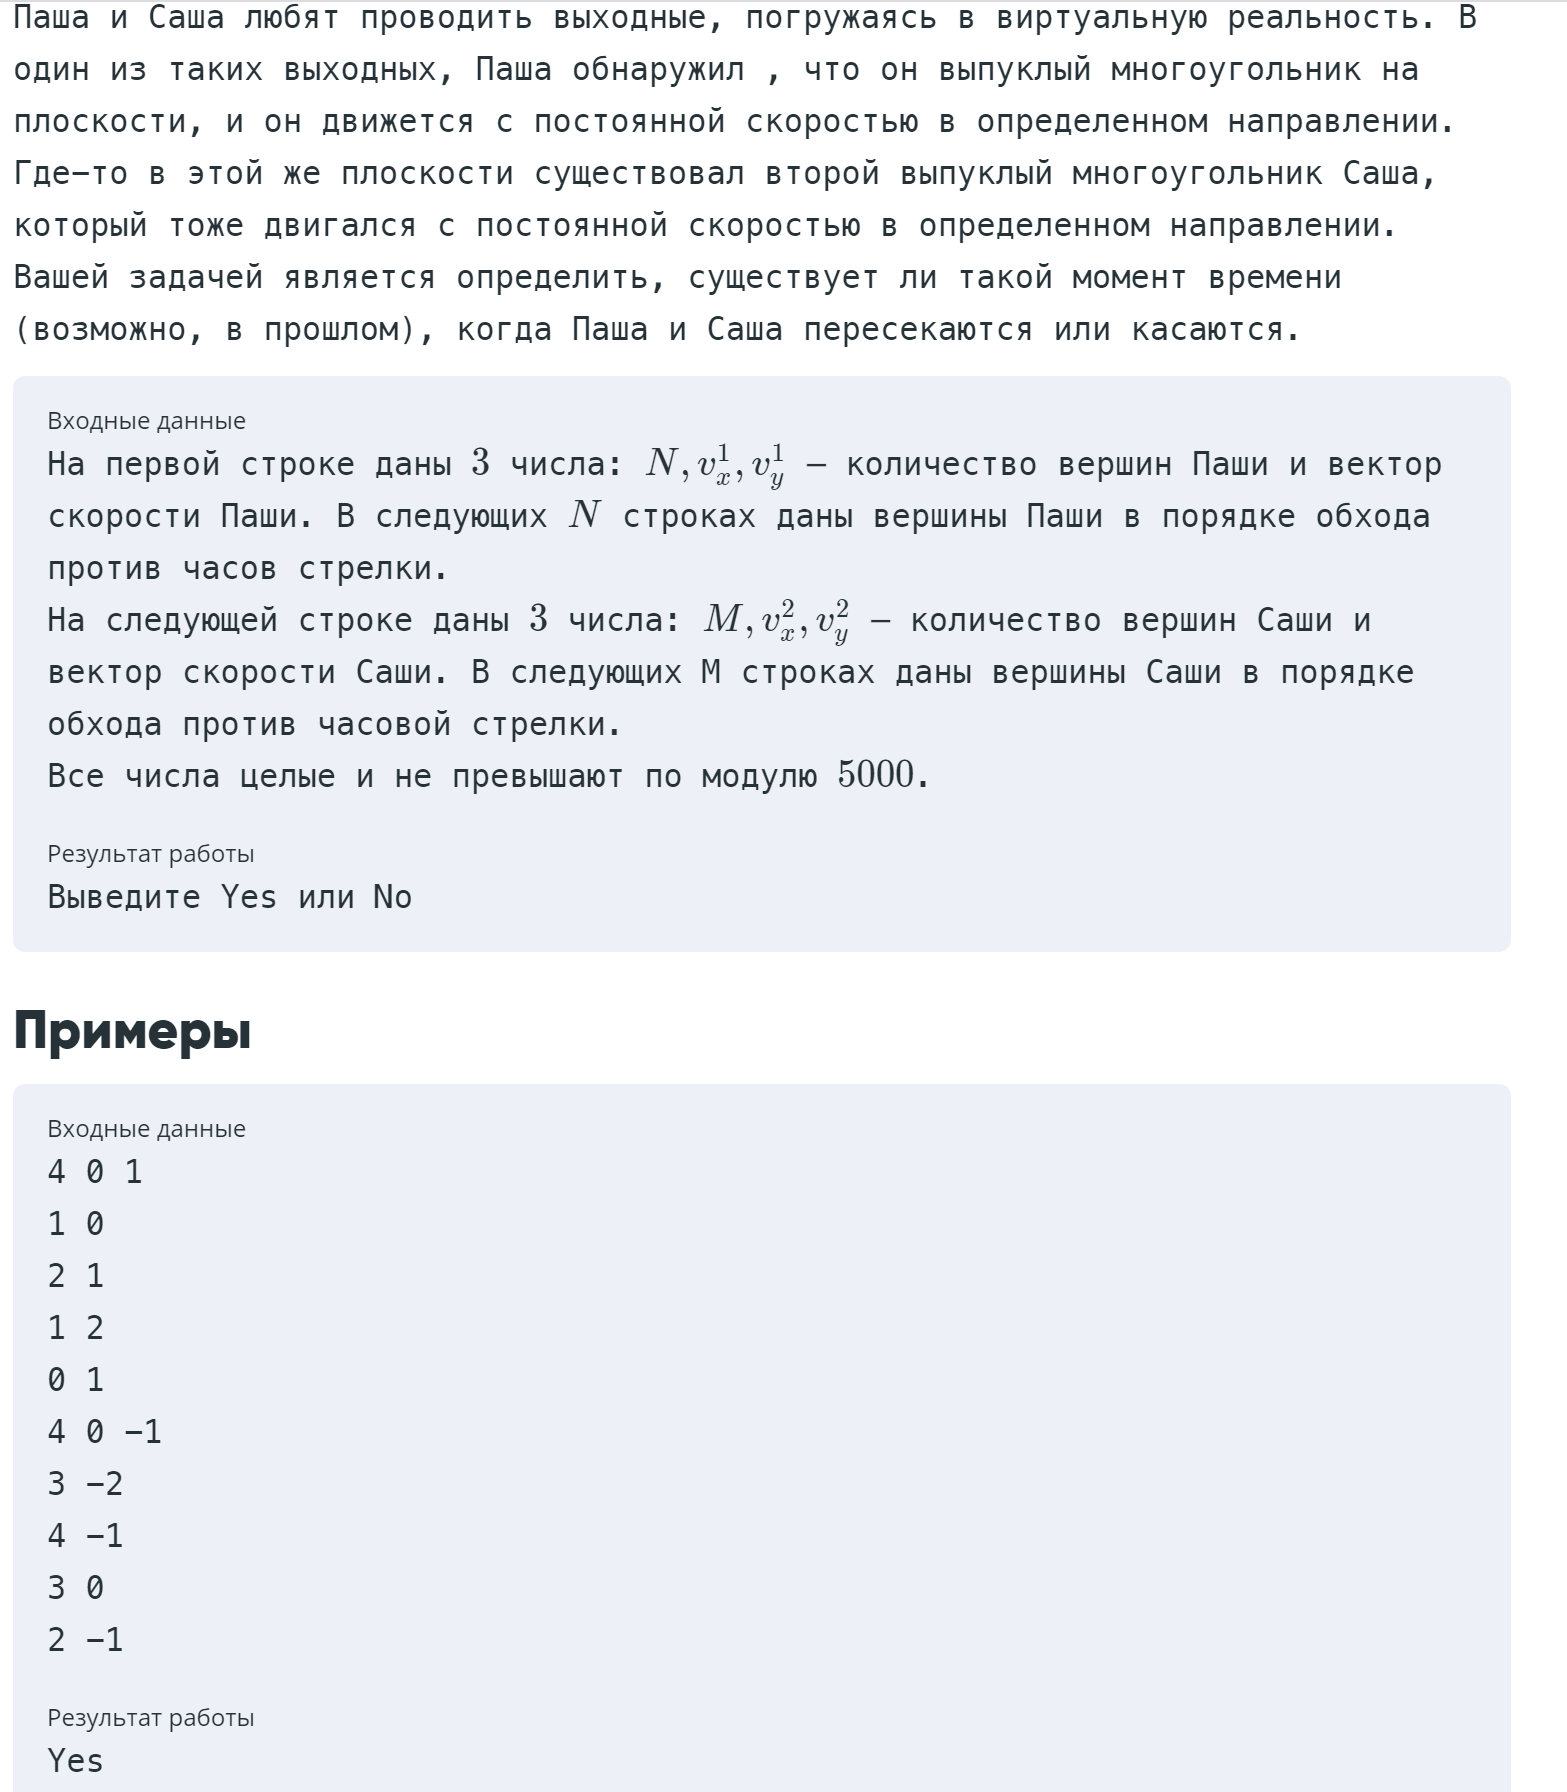 Паша и Саша любят проводить выходные, погружаясь в виртуальную реальность. В
один из таких выходных, Паша обнаружил , что он выпуклый многоугольник на
плоскости, и он движется с постоянной скоростью в определенном направлении.
Где-то в этой же плоскости существовал второй выпуклый многоугольник Саша,
который тоже двигался с постоянной скоростью в определенном направлении.
Вашей задачей является определить, существует ли такой момент времени
(возможно, в прошлом), когда Паша и Саша пересекаются или касаются.
Входные данные
На первой строке даны 3 числа: $N, v_x^1, v_y^1$ — количество вершин Паши и вектор
скорости Паши. В следующих $N$ строках даны вершины Паши в порядке обхода
против часов стрелки.
На следующей строке даны 3 числа: $M, v_x^2, v_y^2$ — количество вершин Саши и
вектор скорости Саши. В следующих M строках даны вершины Саши в порядке
обхода против часовой стрелки.
Все числа целые и не превышают по модулю 5000.
Результат работы
Выведите Yes или No
Примеры
Входные данные
4 0 1
1 0
2 1
1 2
0 1
4 0 -1
3 -2
4 -1
3 0
2 -1
Результат работы
Yes